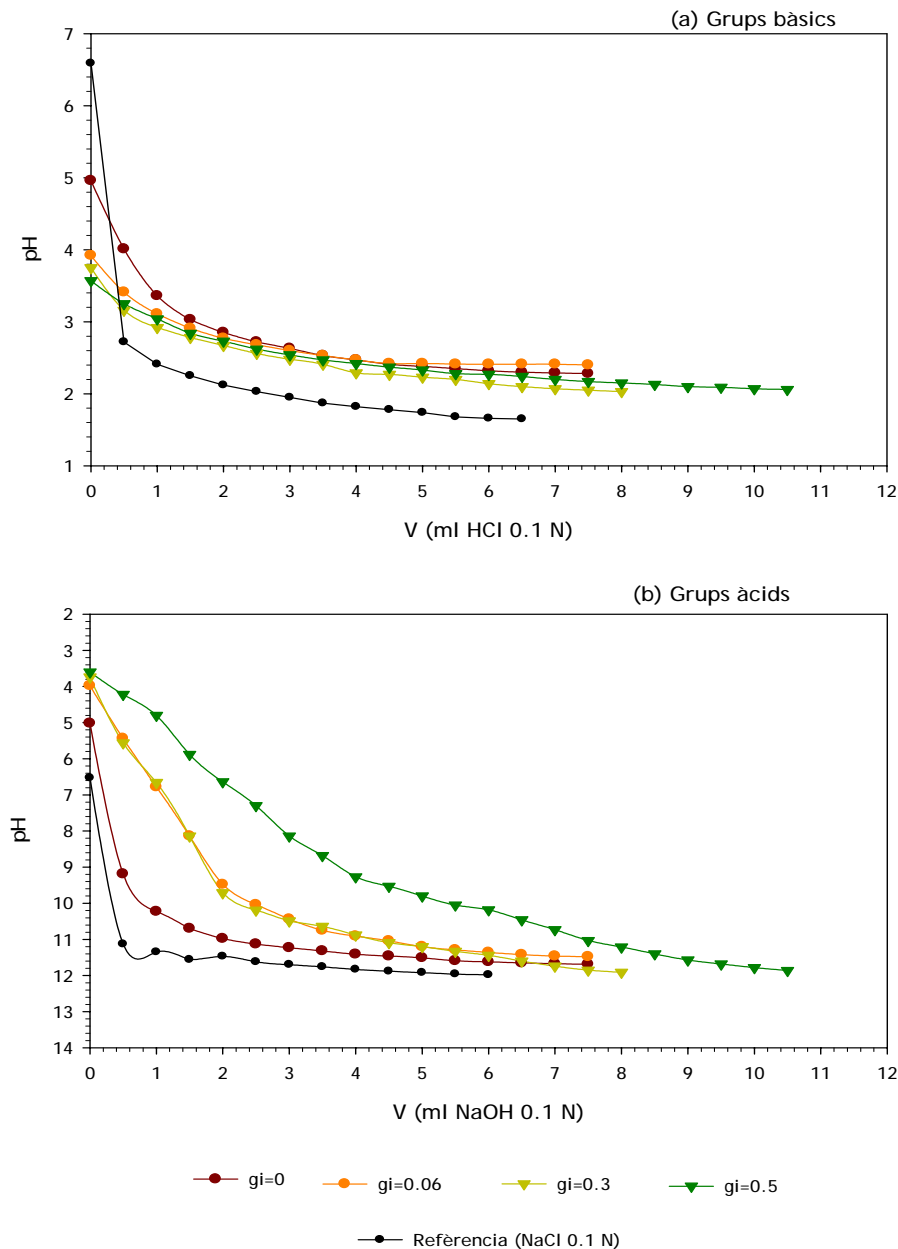 (a) Grups bàsics
7
6
5
4
3
2
1
pH
0 1 2 3 4 5 6 7 8 9 10 11 12
V (ml HCl 0.1 N)
(b) Grups àcids
2
3
4
5
6
7
8
9
10
11
12
13
14
pH
0 1 2 3 4 5 6 7 8 9 10 11 12
V (ml NaOH 0.1 N)
gi=0 gi=0.06 gi=0.3 gi=0.5
Refèrencia (NaCl 0.1 N)